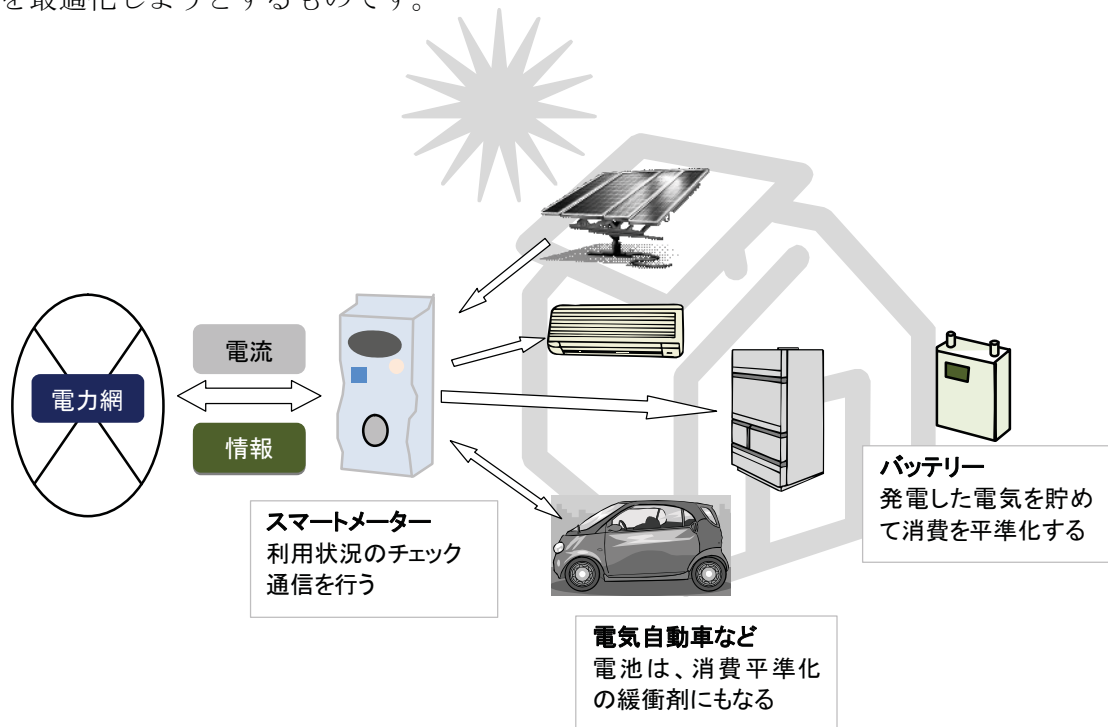 を最適化しようとするものです。
電流
電力網
情報
スマートメーター
利用状況のチェック
通信を行う
バッテリー
発電した電気を貯め
て消費を平準化する
電気自動車など
電池は、消費平準化
の緩衝剤にもなる